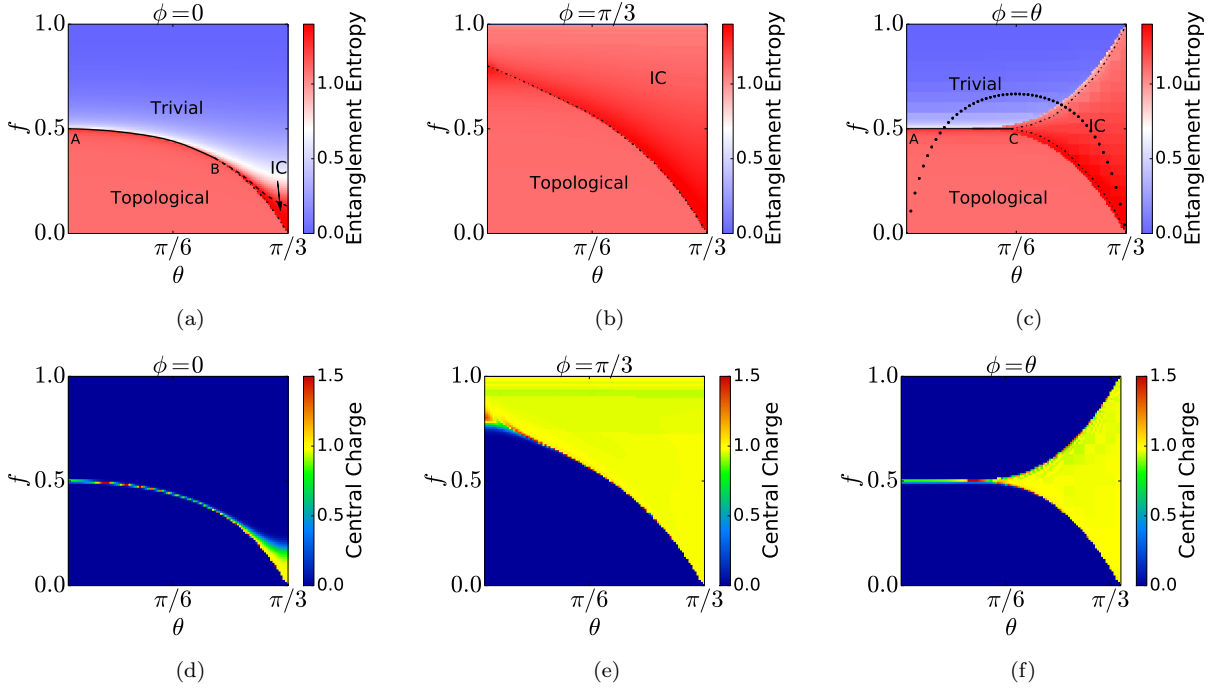 ϕ=0
1.0
0.5
0.0
f
Trivial
A
B
IC
Topological
π/6
π/3
θ
1.0
0.5
0.0
Entanglement Entropy
(a)
ϕ=π/3
1.0
0.5
0.0
f
IC
Topological
π/6
π/3
θ
1.0
0.5
0.0
Entanglement Entropy
(b)
ϕ=θ
1.0
0.5
0.0
f
Trivial
A
C
IC
Topological
π/6
π/3
θ
1.0
0.5
0.0
Entanglement Entropy
(c)
ϕ=0
1.0
0.5
0.0
f
π/6
π/3
θ
1.5
1.0
0.5
0.0
Central Charge
(d)
ϕ=π/3
1.0
0.5
0.0
f
π/6
π/3
θ
1.5
1.0
0.5
0.0
Central Charge
(e)
ϕ=θ
1.0
0.5
0.0
f
π/6
π/3
θ
1.5
1.0
0.5
0.0
Central Charge
(f)